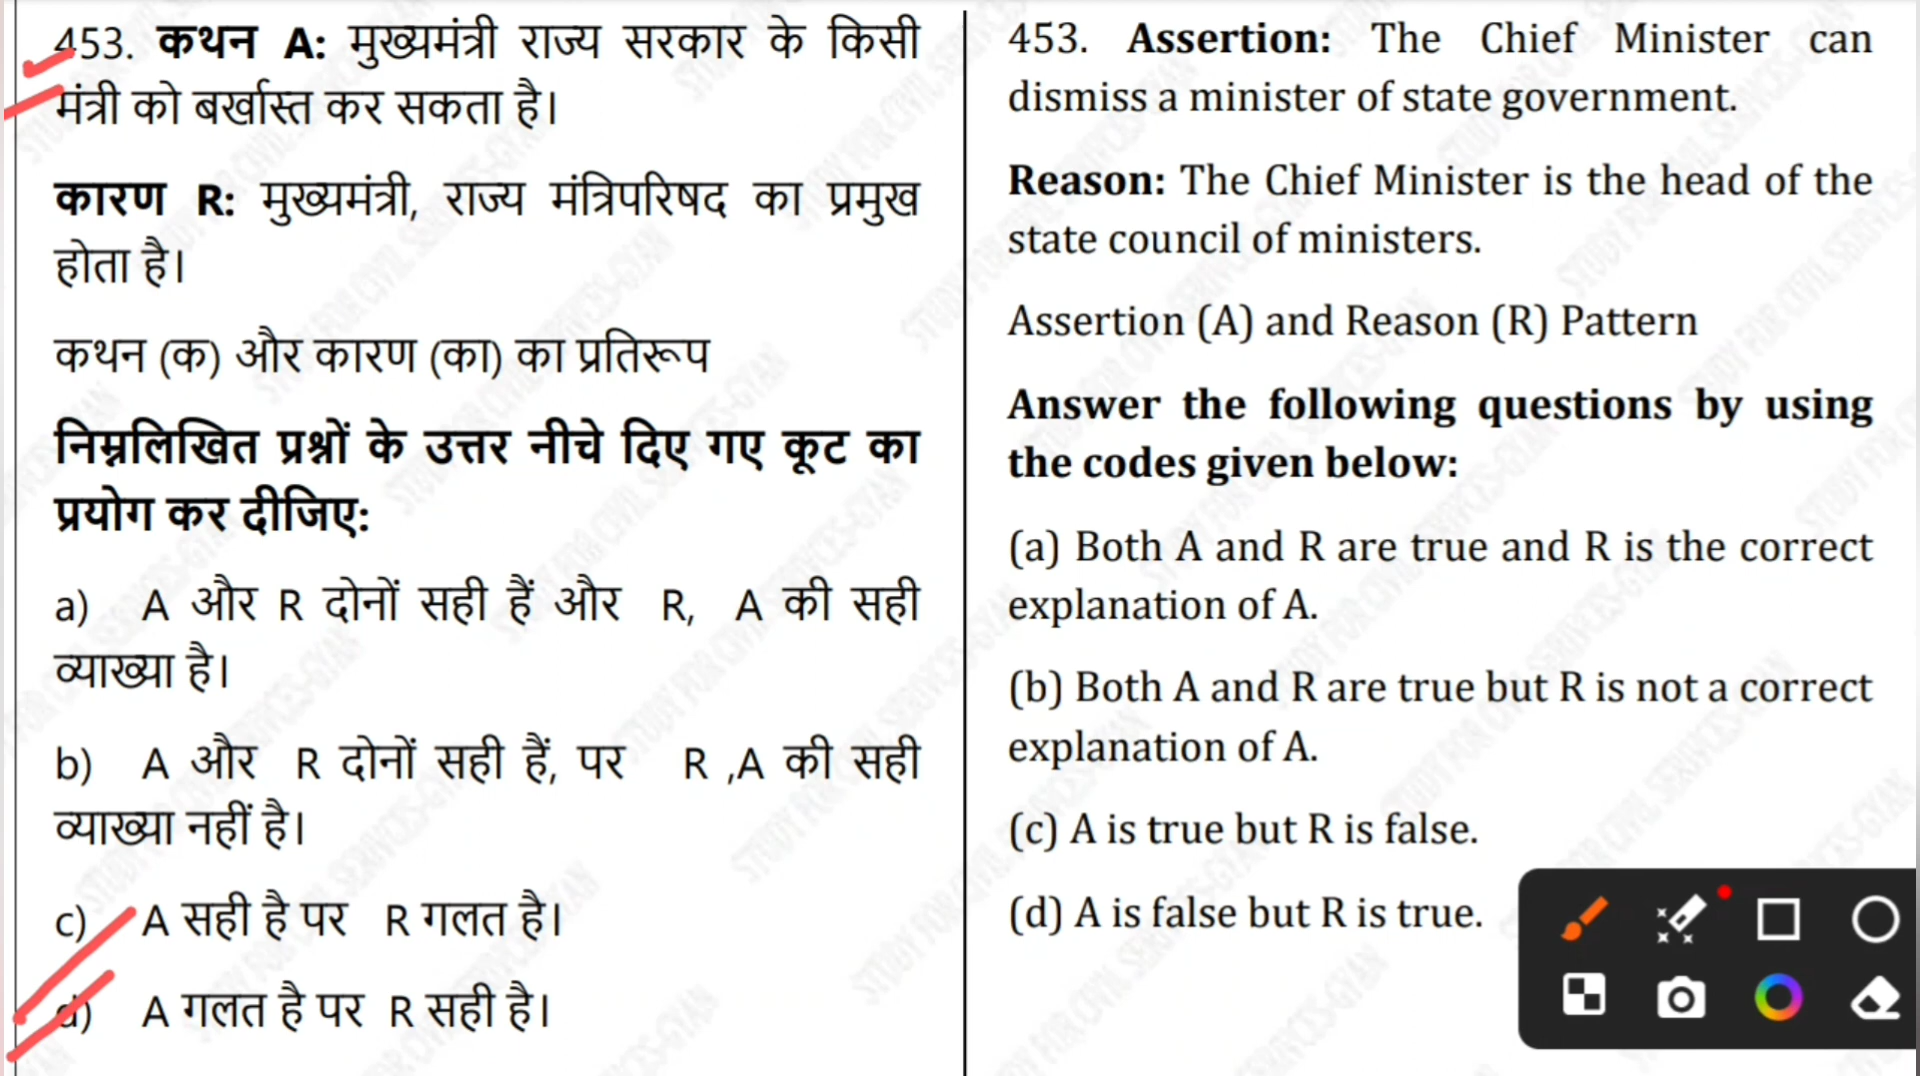 453. कथन A: मुख्यमंत्री राज्य सरकार के किसी
मंत्री को बर्खास्त कर सकता है।
कारण R: मुख्यमंत्री, राज्य मंत्रिपरिषद का प्रमुख
होता है।
कथन (क) और कारण (का) का प्रतिरूप
निम्नलिखित प्रश्नों के उत्तर नीचे दिए गए कूट का
प्रयोग कर दीजिए:
a) A और R दोनों सही हैं और R, A की सही
व्याख्या है।
b) A और R दोनों सही हैं, पर R ,A की सही
व्याख्या नहीं है।
c) A सही है पर R गलत है।
d) A गलत है पर R सही है।
453. Assertion: The Chief Minister can
dismiss a minister of state government.
Reason: The Chief Minister is the head of the
state council of ministers.
Assertion (A) and Reason (R) Pattern
Answer the following questions by using
the codes given below:
(a) Both A and R are true and R is the correct
explanation of A.
(b) Both A and R are true but R is not a correct
explanation of A.
(c) A is true but R is false.
(d) A is false but R is true.
STUDY FOR CIVIL SERVICES-GYAN